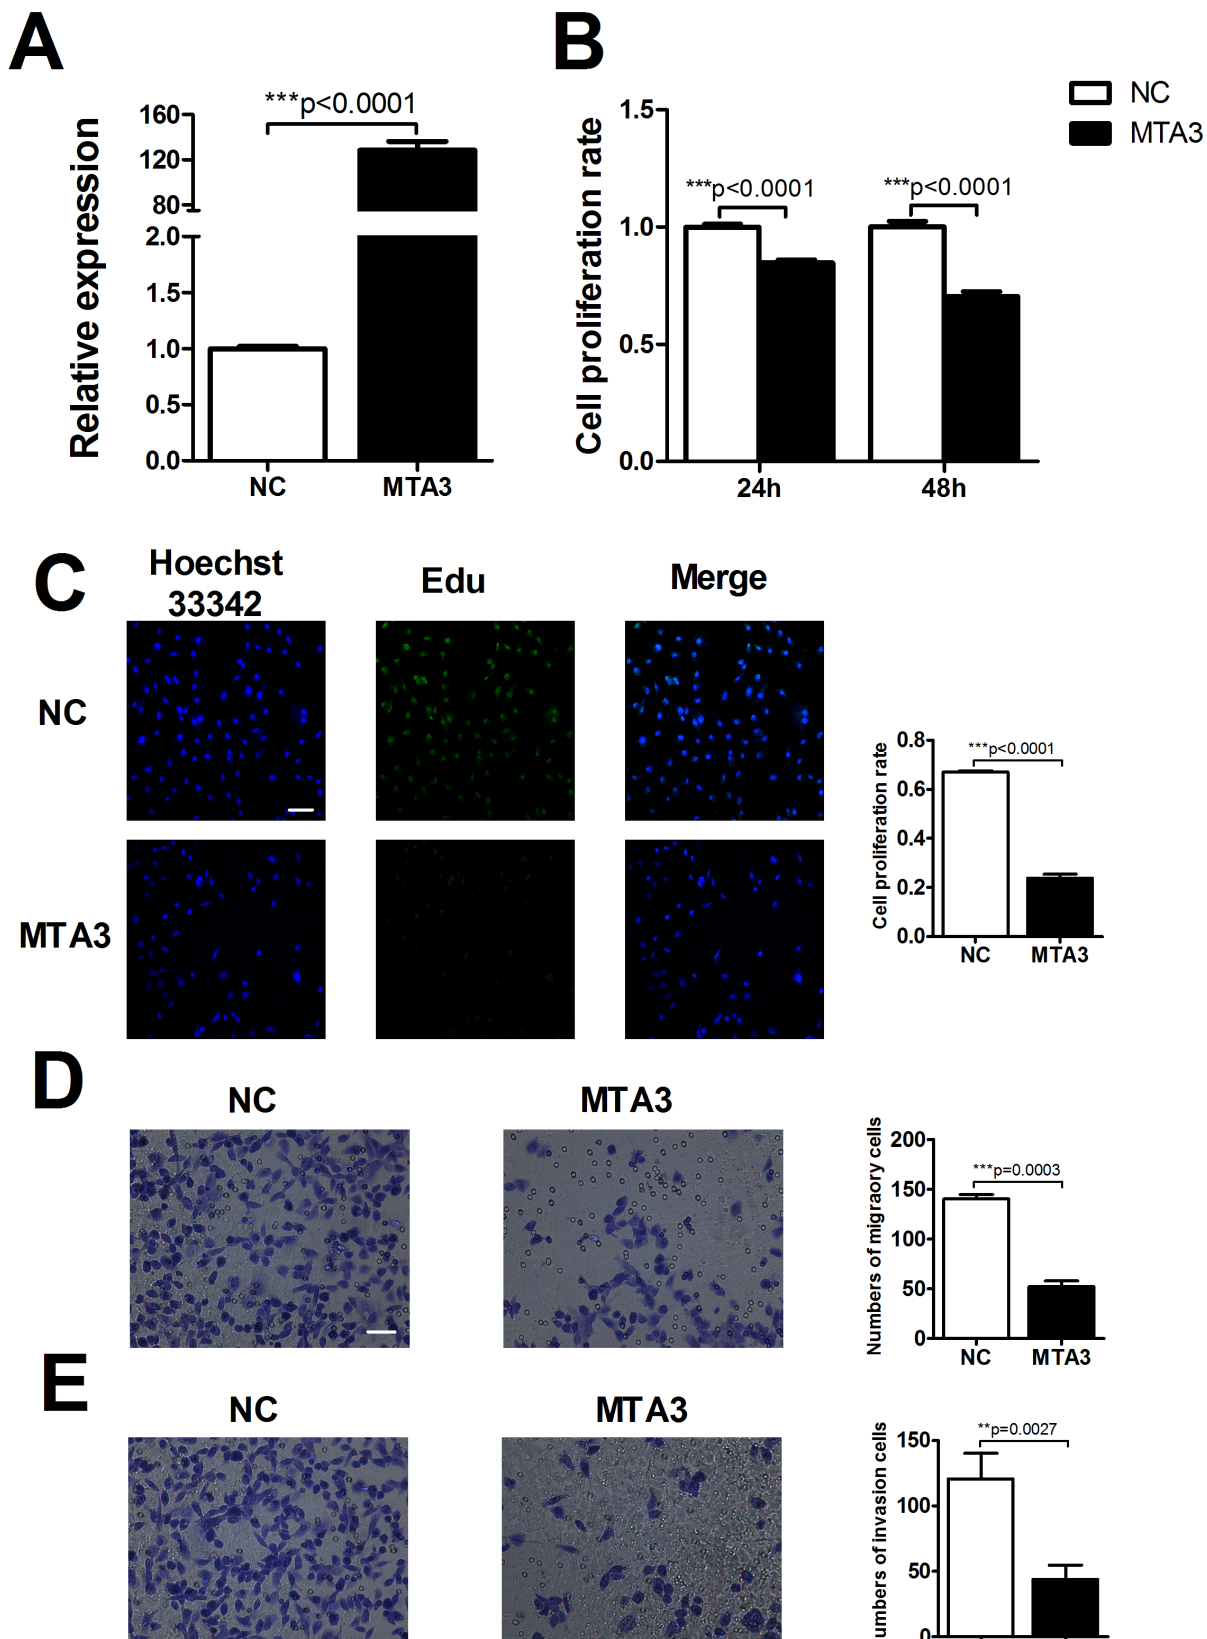 A
B
***p<0.0001
Relative expression
160
120
80
2.0
1.5
1.0
0.5
0.0
NC
MTA3
NC
MTA3
Cell proliferation rate
1.5
1.0
0.5
0.0
***p<0.0001
***p<0.0001
24h
48h
C
Hoechst
33342
Edu
Merge
NC
MTA3
Cell proliferation rate
0.8
0.6
0.4
0.2
0.0
***p<0.0001
NC
MTA3
D
NC
MTA3
Numbers of migraory cells
200
150
100
50
0
***p=0.0003
NC
MTA3
E
NC
MTA3
umbers of invasion cells
150
100
50
0
**p=0.0027